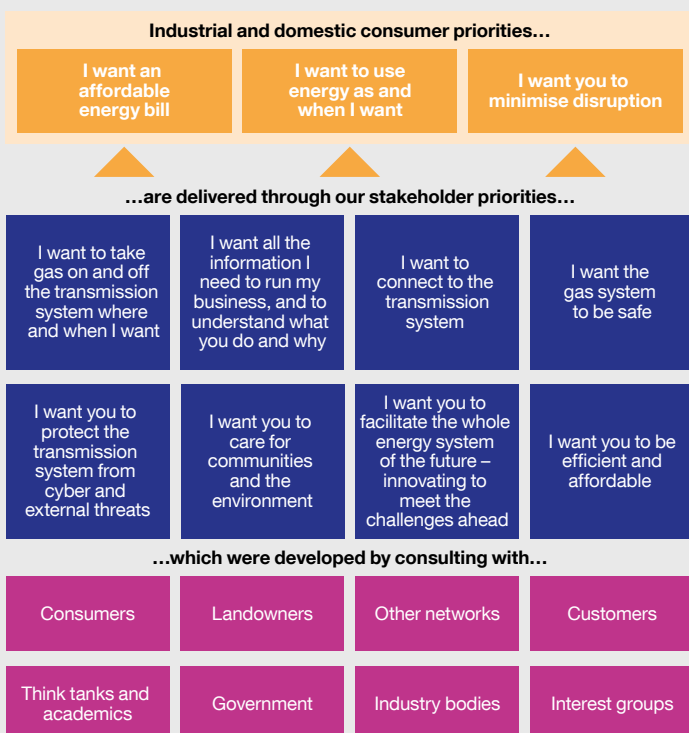 Industrial and domestic consumer priorities…
I want an
affordable
energy bill
I want to use
energy as and
when I want
I want you to
minimise disruption
…are delivered through our stakeholder priorities…
I want to take
gas on and off
the transmission
system where
and when I want
I want all the
information I
need to run my
business, and to
understand what
you do and why
I want to
connect to the
transmission
system
I want the
gas system
to be safe
I want you to
protect the
transmission
system from
cyber and
external threats
I want you to
care for
communities
and the
environment
I want you to
facilitate the whole
energy system
of the future –
innovating to
meet the
challenges ahead
I want you to be
efficient and
affordable
…which were developed by consulting with…
Consumers
Landowners
Other networks
Customers
Think tanks and
academics
Government
Industry bodies
Interest groups